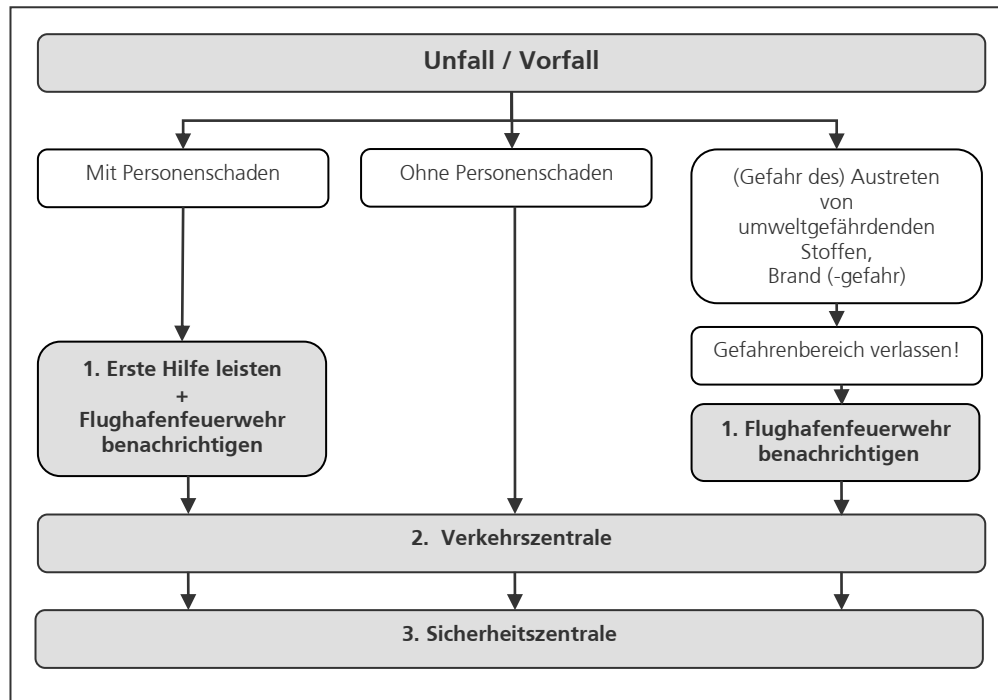 Unfall / Vorfall
Mit Personenschaden
Ohne Personenschaden
(Gefahr des) Austreten
von
umweltgefährdenden
Stoffen,
Brand (-gefahr)
Gefahrenbereich verlassen!
1. Erste Hilfe leisten
+
Flughafenfeuerwehr
benachrichtigen
1. Flughafenfeuerwehr
benachrichtigen
2. Verkehrszentrale
3. Sicherheitszentrale